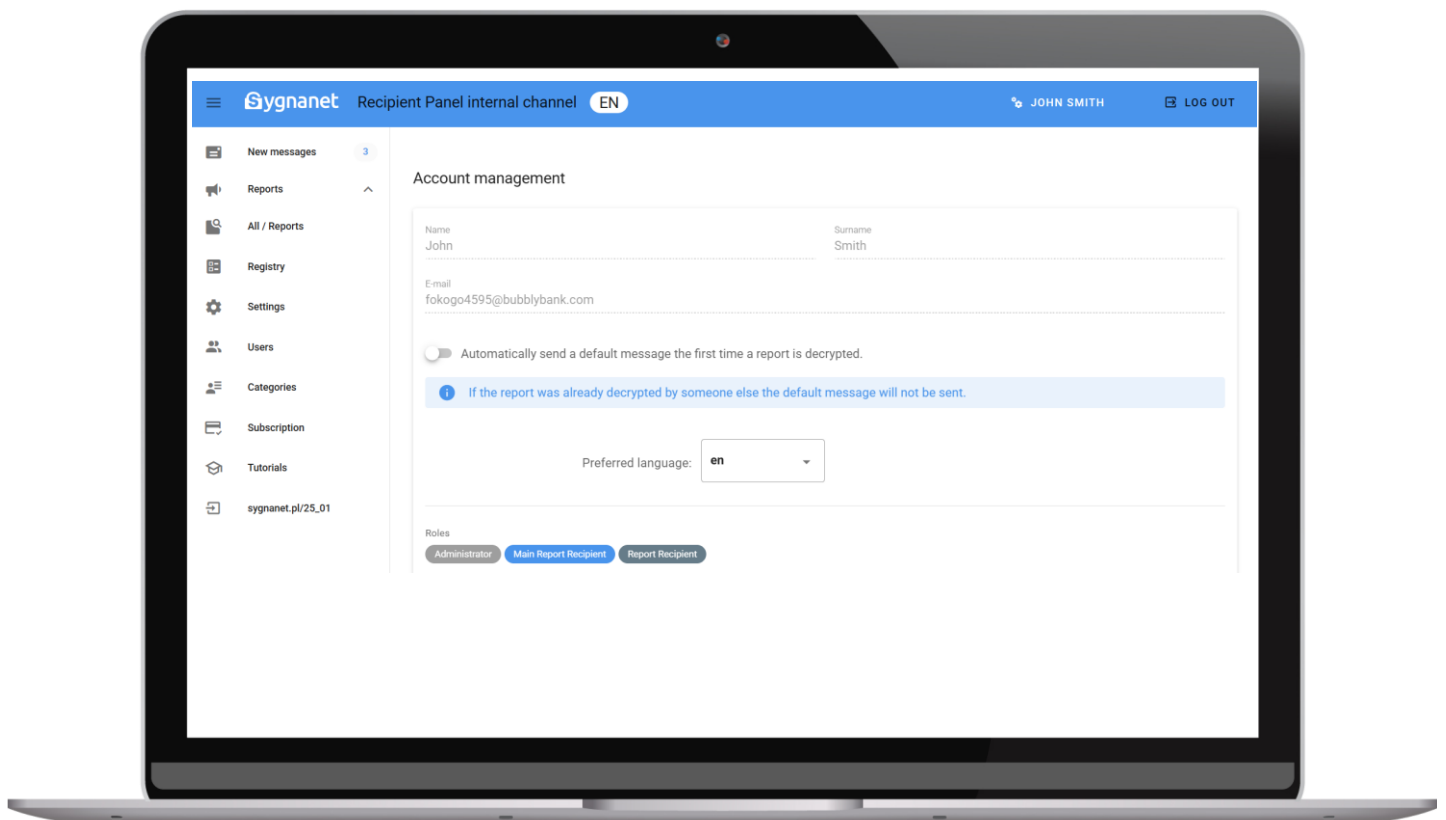 Sygnanet Recipient Panel internal channel EN JOHN SMITH LOG OUT
New messages 3
Reports
All / Reports
Registry
Settings
Users
Categories
Subscription
Tutorials
sygnanet.pl/25_01
Account management
Name Surname
John Smith
E-mail
fokogo4595@bubblybank.com
Automatically send a default message the first time a report is decrypted.
If the report was already decrypted by someone else the default message will not be sent.
Preferred language: en
Roles
Administrator Main Report Recipient Report Recipient